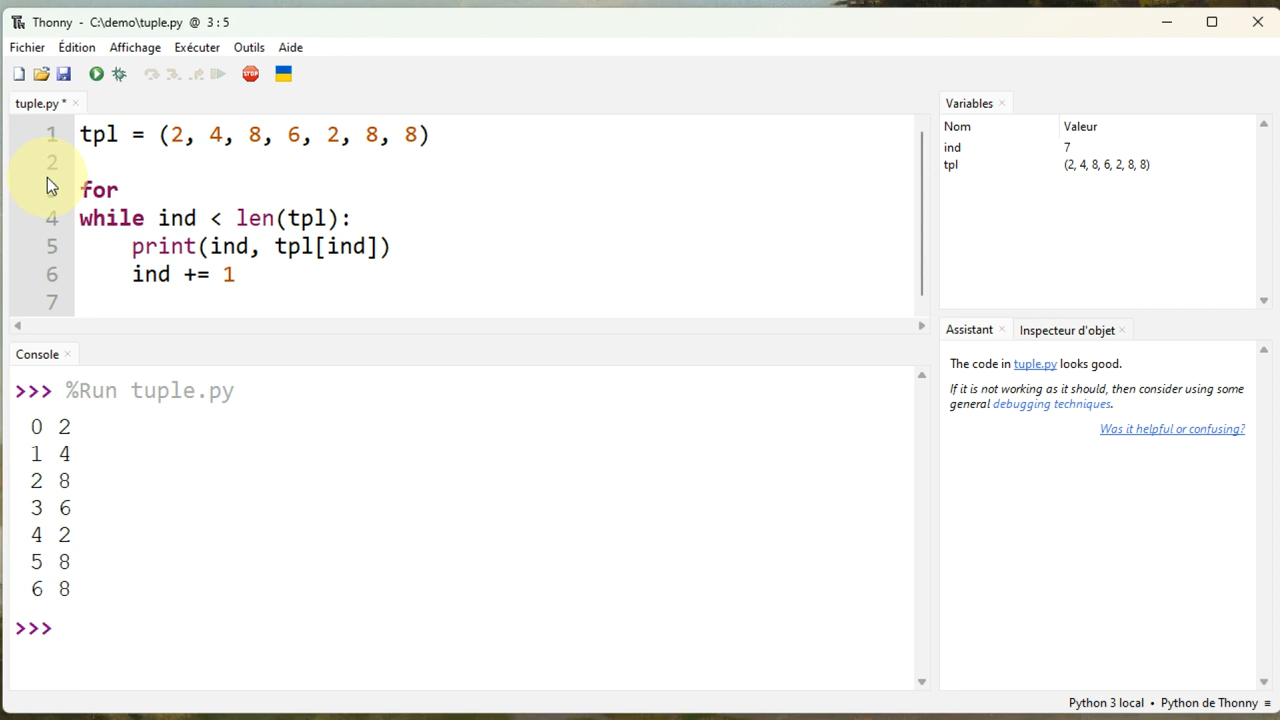 Thonny - C:\demo\tuple.py @ 3:5
Fichier Édition Affichage Exécuter Outils Aide
STOP
tuple.py *
1 tpl = (2, 4, 8, 6, 2, 8, 8)
2
3 for
4 while ind < len(tpl):
5 print(ind, tpl[ind])
6 ind += 1
7
Console
>>> %Run tuple.py
0 2
1 4
2 8
3 6
4 2
5 8
6 8
>>>
Variables
Nom Valeur
ind 7
tpl (2, 4, 8, 6, 2, 8, 8)
Assistant Inspecteur d'objet
The code in tuple.py looks good.
If it is not working as it should, then consider using some
general debugging techniques.
Was it helpful or confusing?
Python 3 local • Python de Thonny ≡